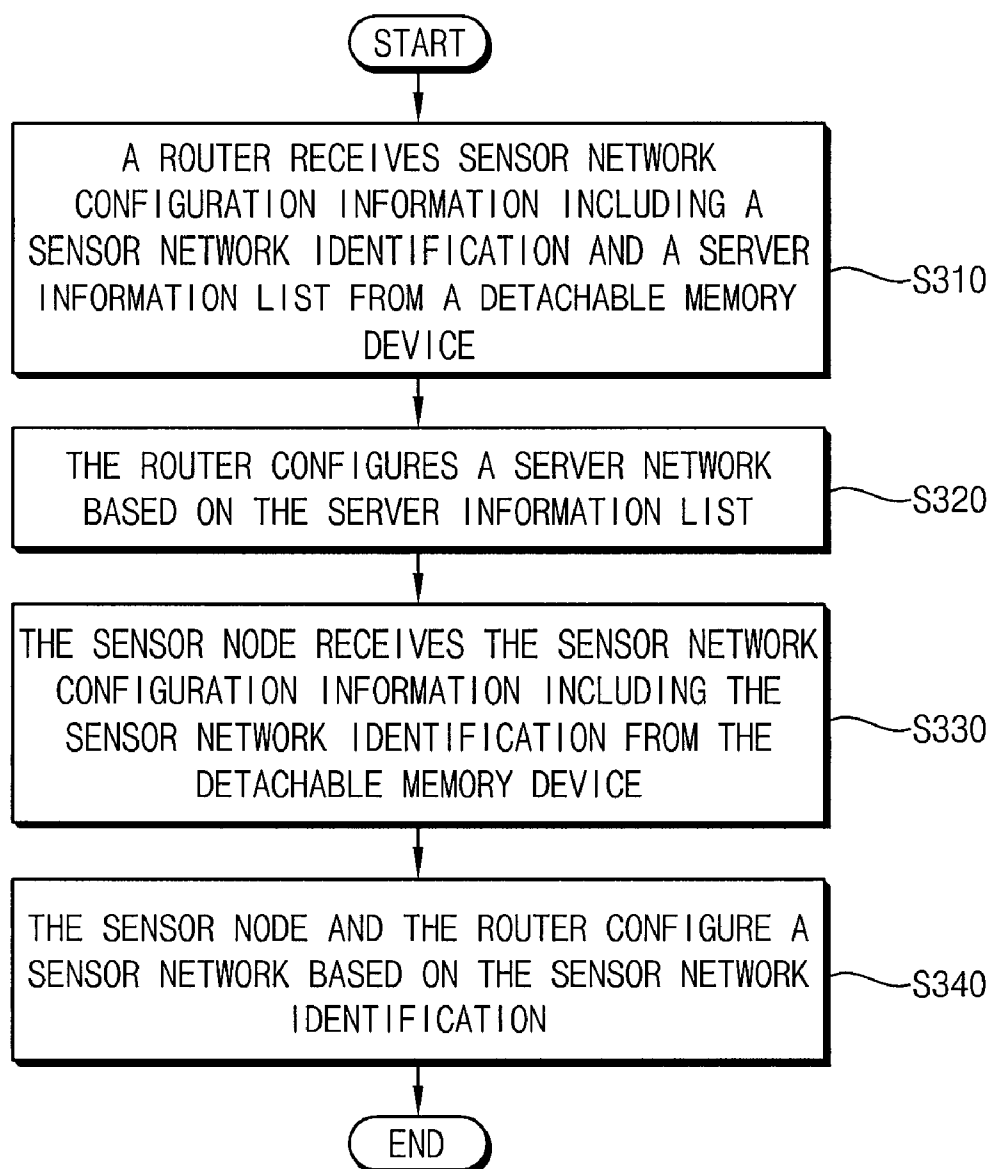 START
A ROUTER RECEIVES SENSOR NETWORK
CONFIGURATION INFORMATION INCLUDING A
SENSOR NETWORK IDENTIFICATION AND A SERVER
INFORMATION LIST FROM A DETACHABLE MEMORY
DEVICE
S310
THE ROUTER CONFIGURES A SERVER NETWORK
BASED ON THE SERVER INFORMATION LIST
S320
THE SENSOR NODE RECEIVES THE SENSOR NETWORK
CONFIGURATION INFORMATION INCLUDING THE
SENSOR NETWORK IDENTIFICATION FROM THE
DETACHABLE MEMORY DEVICE
S330
THE SENSOR NODE AND THE ROUTER CONFIGURE A
SENSOR NETWORK BASED ON THE SENSOR NETWORK
IDENTIFICATION
S340
END